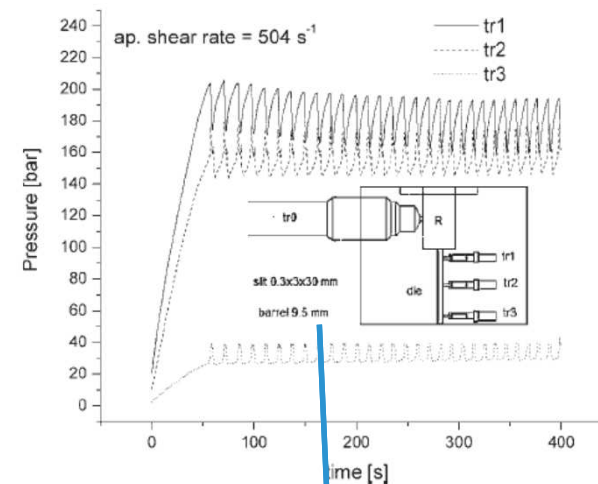 ap. shear rate = 504 s⁻¹
tr1
tr2
tr3
Pressure [bar]
240
220
200
180
160
140
120
100
80
60
40
20
0
tr0
R
tr1
slit 0.3x3x30 mm
die
tr2
barrel 9.5 mm
tr3
0
100
200
300
400
time [s]